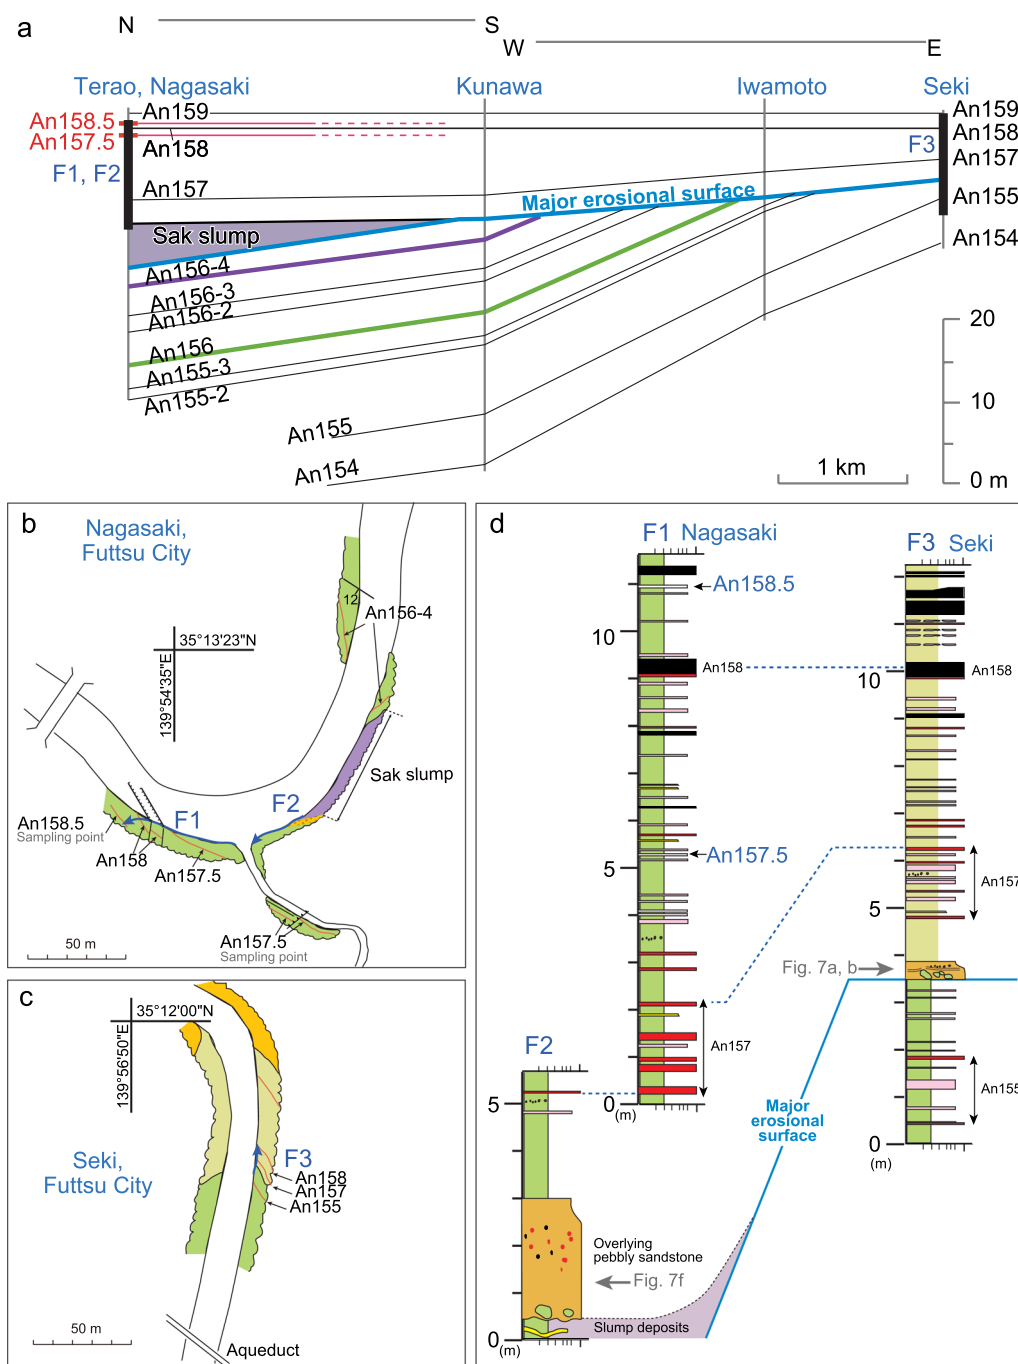 a
N
S
W
E
Terao, Nagasaki
Kunawa
Iwamoto
Seki
An159
An158.5
An157.5
An158
F1, F2
An157
Sak slump
Major erosional surface
An156-4
An156-3
An156-2
An156
An155-3
An155-2
An155
An154
An159
An158
F3
An157
An155
An154
20
10
0 m
1 km
b
Nagasaki,
Futtsu City
35°13'23"N
139°54'35"E
12
An156-4
Sak slump
F1
F2
An158.5
Sampling point
An158
An157.5
An157.5
Sampling point
50 m
c
35°12'00"N
139°56'50"E
Seki,
Futtsu City
F3
An158
An157
An155
50 m
Aqueduct
d
F1 Nagasaki
F3 Seki
An158.5
10
An158
An158
10
An157.5
5
An157
5
Fig. 7a, b
An157
0
(m)
F2
5
Major
erosional
surface
An155
0
(m)
Overlying
pebbly sandstone
Fig. 7f
Slump deposits
0
(m)